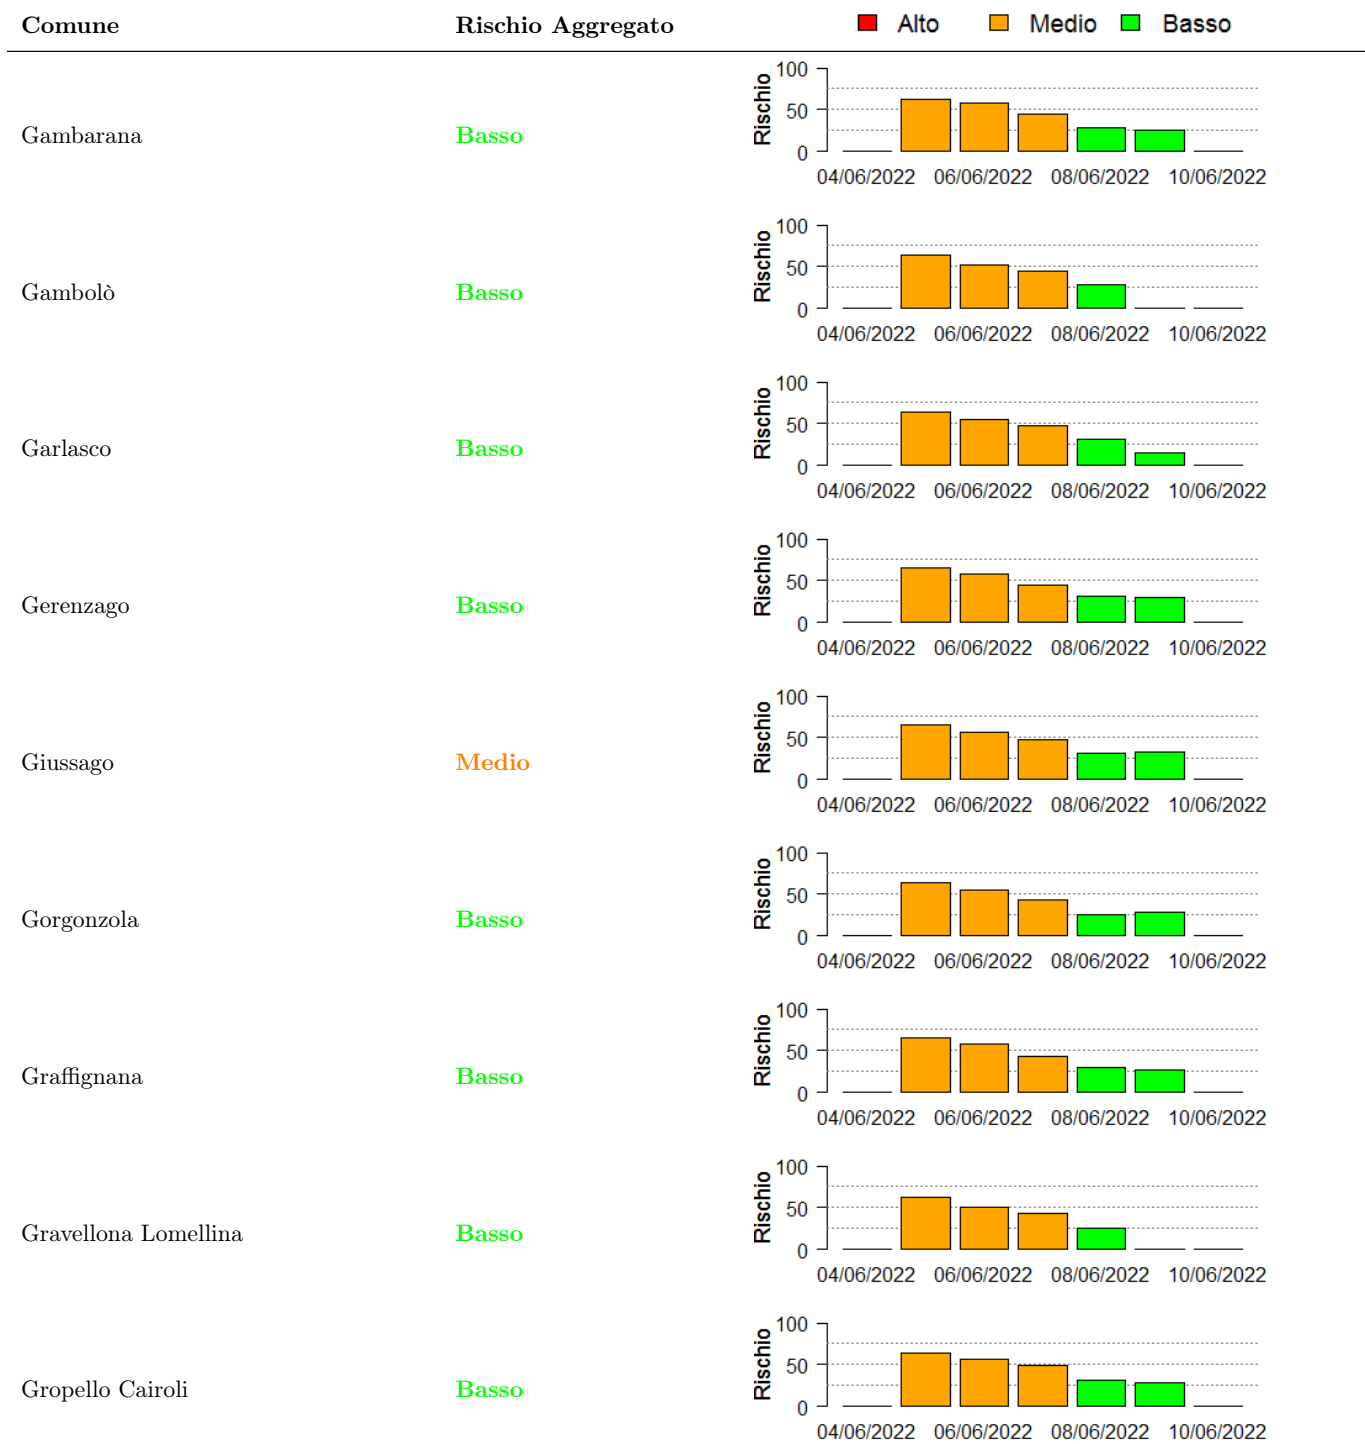 Comune Rischio Aggregato Alto Medio Basso
100
50
0
Rischio
Gambarana Basso
04/06/2022 06/06/2022 08/06/2022 10/06/2022
100
50
0
Rischio
Gambolò Basso
04/06/2022 06/06/2022 08/06/2022 10/06/2022
100
50
0
Rischio
Garlasco Basso
04/06/2022 06/06/2022 08/06/2022 10/06/2022
100
50
0
Rischio
Gerenzago Basso
04/06/2022 06/06/2022 08/06/2022 10/06/2022
100
50
0
Rischio
Giussago Medio
04/06/2022 06/06/2022 08/06/2022 10/06/2022
100
50
0
Rischio
Gorgonzola Basso
04/06/2022 06/06/2022 08/06/2022 10/06/2022
100
50
0
Rischio
Graffignana Basso
04/06/2022 06/06/2022 08/06/2022 10/06/2022
100
50
0
Rischio
Gravellona Lomellina Basso
04/06/2022 06/06/2022 08/06/2022 10/06/2022
100
50
0
Rischio
Gropello Cairoli Basso
04/06/2022 06/06/2022 08/06/2022 10/06/2022